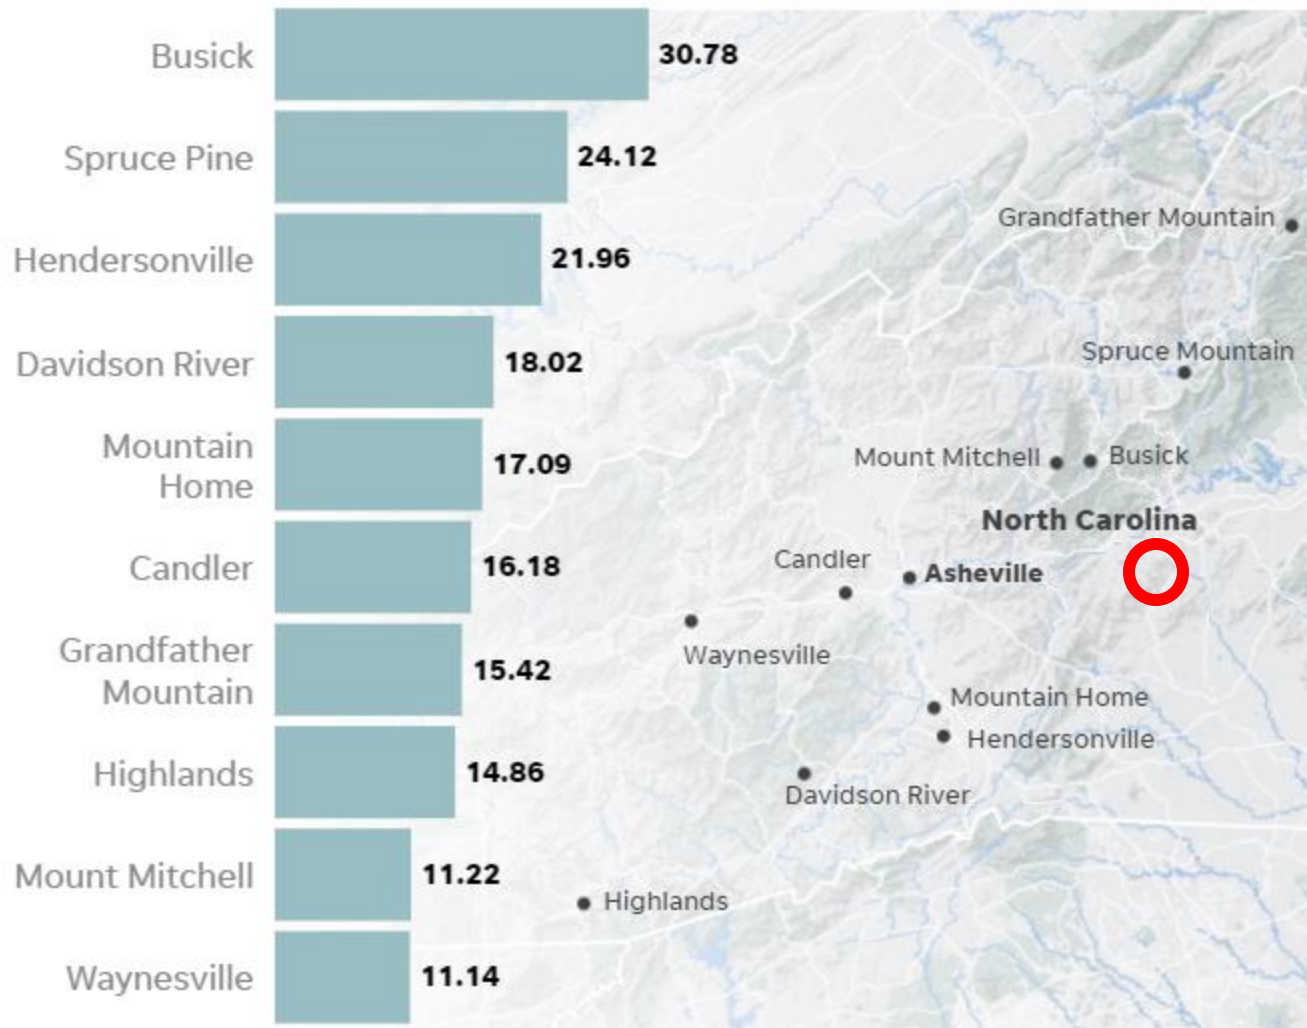 Busick
30.78
Spruce Pine
24.12
Hendersonville
21.96
Davidson River
18.02
Mountain
Home
17.09
Candler
16.18
Grandfather
Mountain
15.42
Highlands
14.86
Mount Mitchell
11.22
Waynesville
11.14
Grandfather Mountain
Spruce Mountain
Mount Mitchell
Busick
North Carolina
Candler
Asheville
Waynesville
Mountain Home
Hendersonville
Davidson River
Highlands